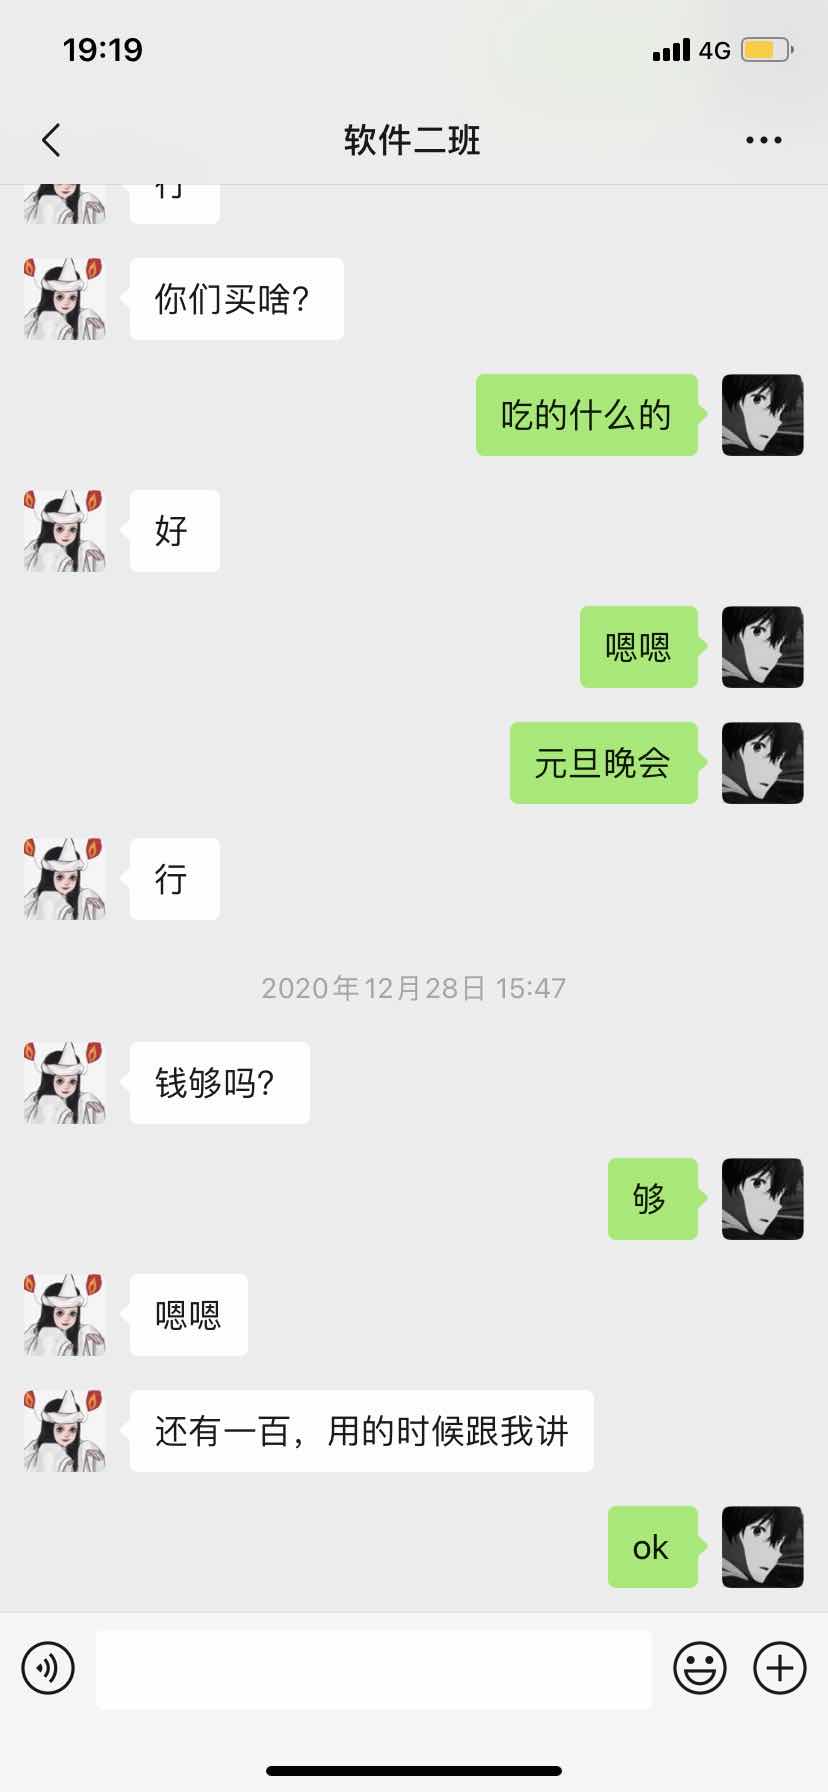 19:19
4G
软件二班
行
你们买啥?
吃的什么的
好
嗯嗯
元旦晚会
行
2020年12月28日 15:47
钱够吗?
够
嗯嗯
还有一百，用的时候跟我讲
ok